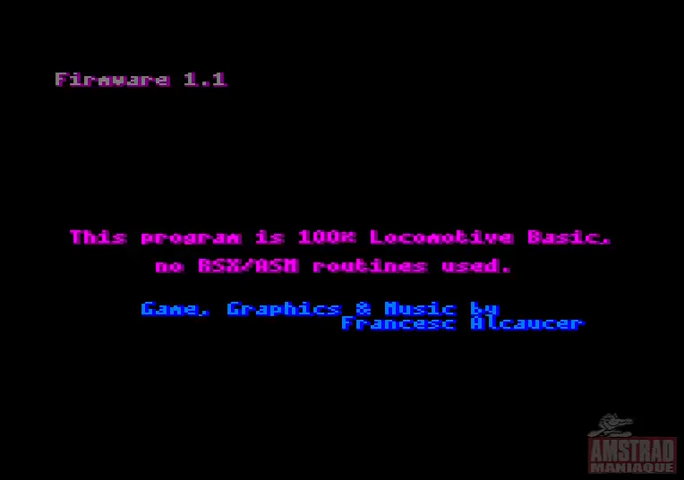 Firmware 1.1
This program is 100% Locomotive Basic,
no RSX/ASM routines used.
Game, Graphics & Music by
Francesc Alcaucer
AMSTRAD
MANIAQUE